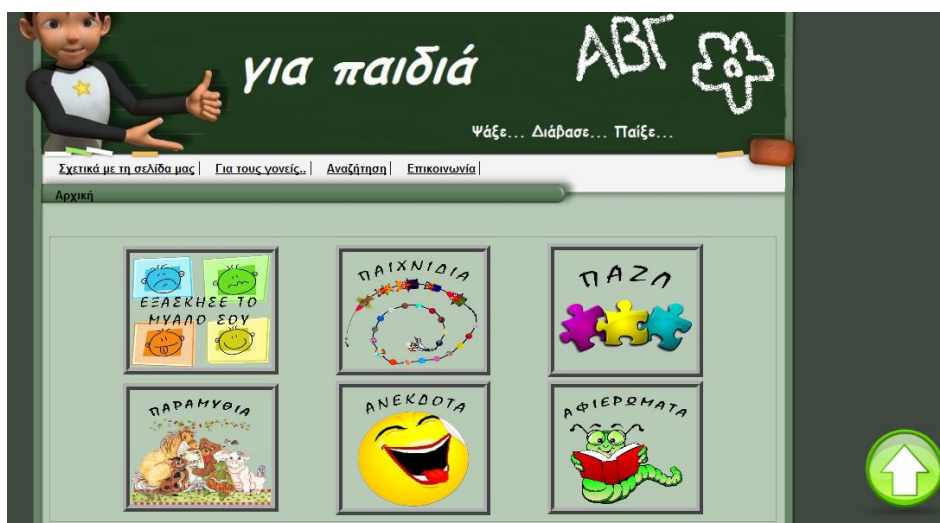 ΑΒΓ
για παιδιά
Ψάξε... Διάβασε... Παίξε...
Σχετικά με τη σελίδα μας| Για τους γονείς..| Αναζήτηση| Επικοινωνία|
Αρχική
ΕΞΑΣΚΗΣΕ ΤΟ
ΜΥΑΛΟ ΣΟΥ
ΠΑΙΧΝΙΔΙΑ
ΠΑΖΛ
ΠΑΡΑΜΥΘΙΑ
ΑΝΕΚΔΟΤΑ
ΑΦΙΕΡΩΜΑΤΑ